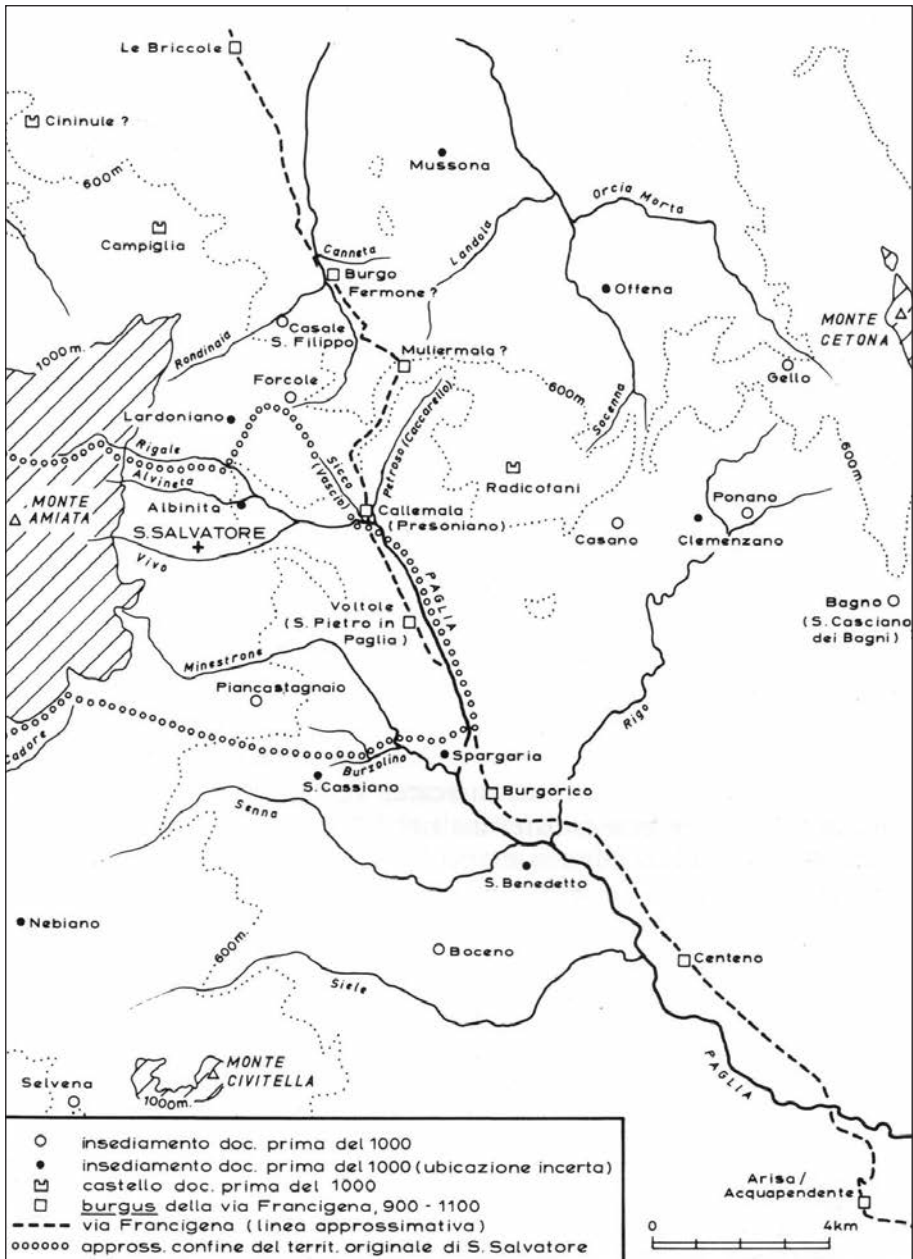 Le Briccole
Cininule ?
Mussona
600m.
Orcia Morta
Campiglia
Canneta
Landola
Burgo
Fermone ?
Offena
MONTE
CETONA
1000m.
Rondinaia
Casale
S. Filippo
Muliermala ?
600m.
Gello
Forcole
Socenna
Lardoniano
Petroso (Caccarello)
600m.
Rigale
Sicco
(Vascio)
Radicofani
Alvineta
MONTE
AMIATA
Albinita
Callemala
(Presoniano)
Ponano
S. SALVATORE
Casano
Clemenzano
Vivo
PAGLIA
Voltole
(S. Pietro in
Paglia)
Bagno
(S. Casciano
dei Bagni)
Minestrone
Piancastagnaio
Rigo
Cadore
Spargaria
Burzolino
S. Cassiano
Burgorico
Senna
S. Benedetto
Nebiano
600m.
Boceno
Centeno
Siele
MONTE
CIVITELLA
PAGLIA
Selvena
1000m.
insediamento doc. prima del 1000
insediamento doc. prima del 1000 (ubicazione incerta)
castello doc. prima del 1000
burgus della via Francigena, 900 - 1100
via Francigena (linea approssimativa)
appross. confine del territ. originale di S. Salvatore
Arisa/
Acquapendente
0 4km